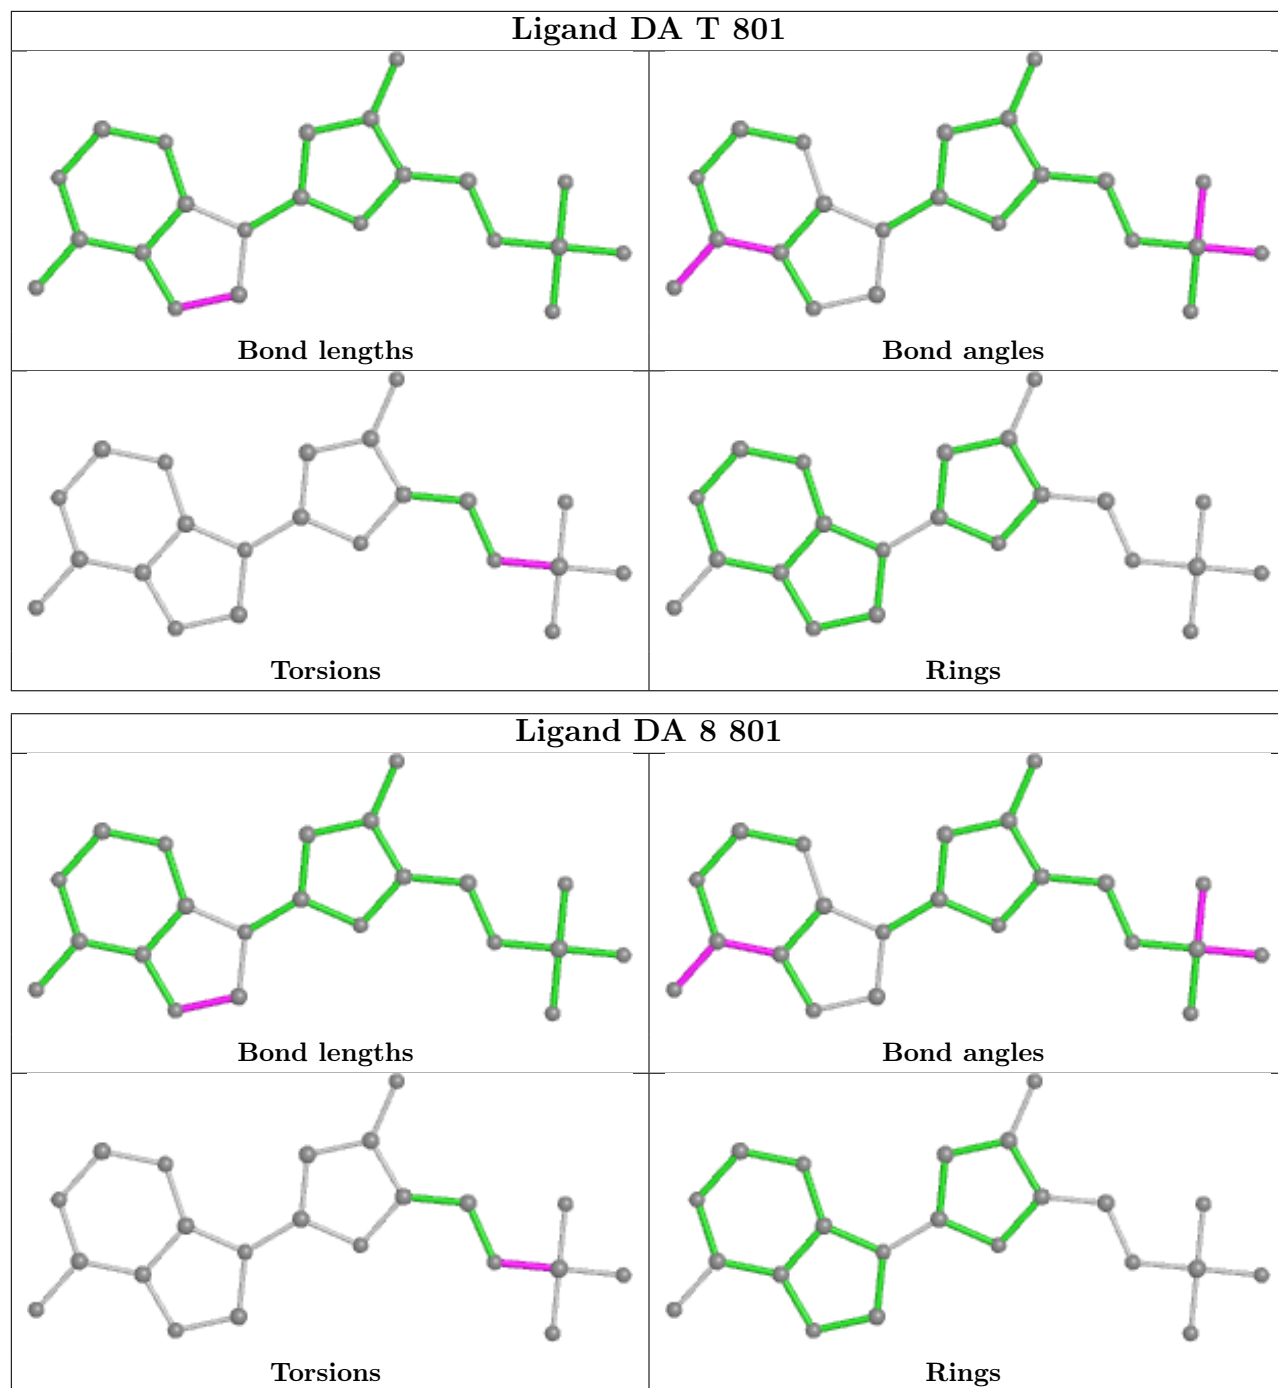 Ligand DA T 801
Bond lengths
Bond angles
Torsions
Rings
Ligand DA 8 801
Bond lengths
Bond angles
Torsions
Rings